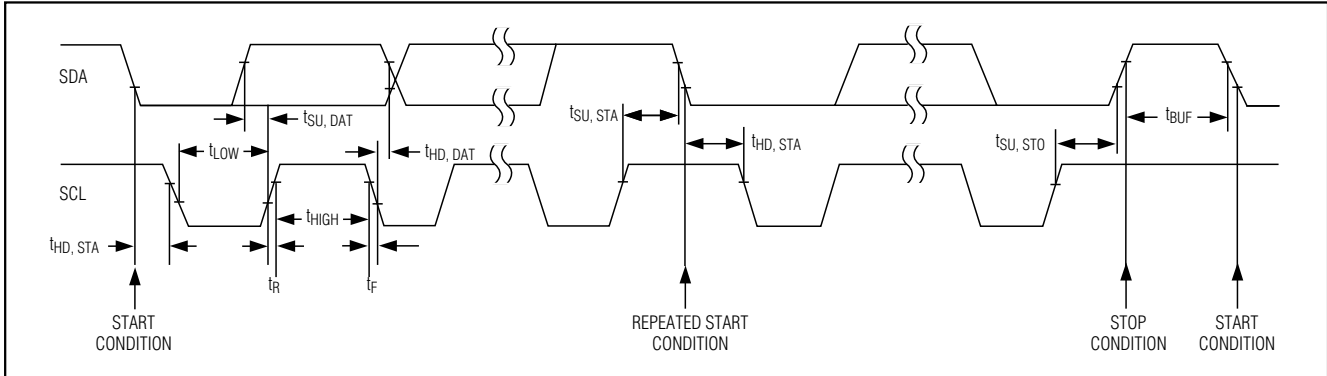 SDA
tSU, DAT
tLOW
tHD, DAT
tSU, STA
tHD, STA
tSU, STO
tBUF
SCL
tHIGH
tHD, STA
tR
tF
START
CONDITION
REPEATED START
CONDITION
STOP
CONDITION
START
CONDITION